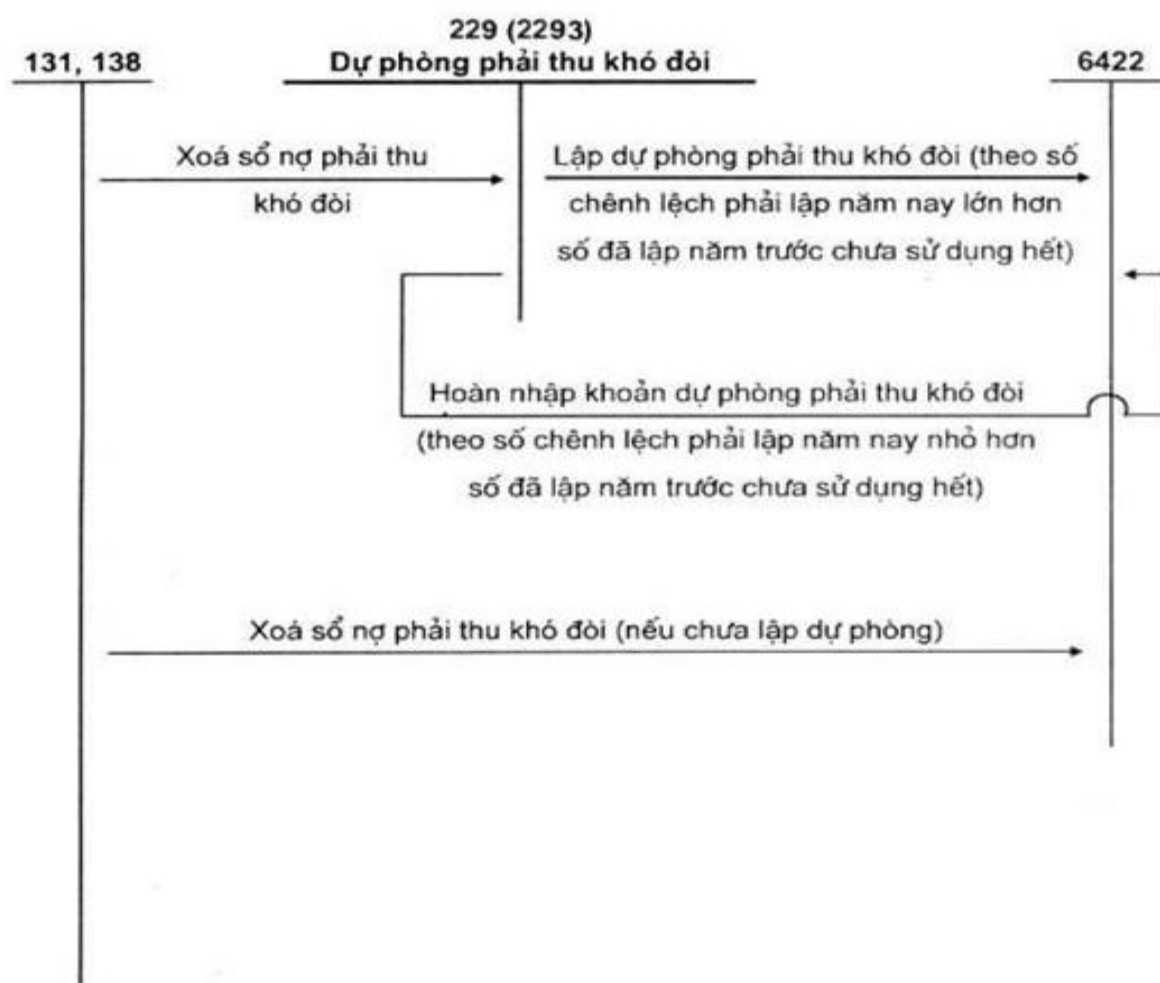 229 (2293)
131, 138
Dự phòng phải thu khó đòi
6422
Xoá sổ nợ phải thu
khó đòi
Lập dự phòng phải thu khó đòi (theo số
chênh lệch phải lập năm nay lớn hơn
số đã lập năm trước chưa sử dụng hết)
Hoàn nhập khoản dự phòng phải thu khó đòi
(theo số chênh lệch phải lập năm nay nhỏ hơn
số đã lập năm trước chưa sử dụng hết)
Xoá sổ nợ phải thu khó đòi (nếu chưa lập dự phòng)